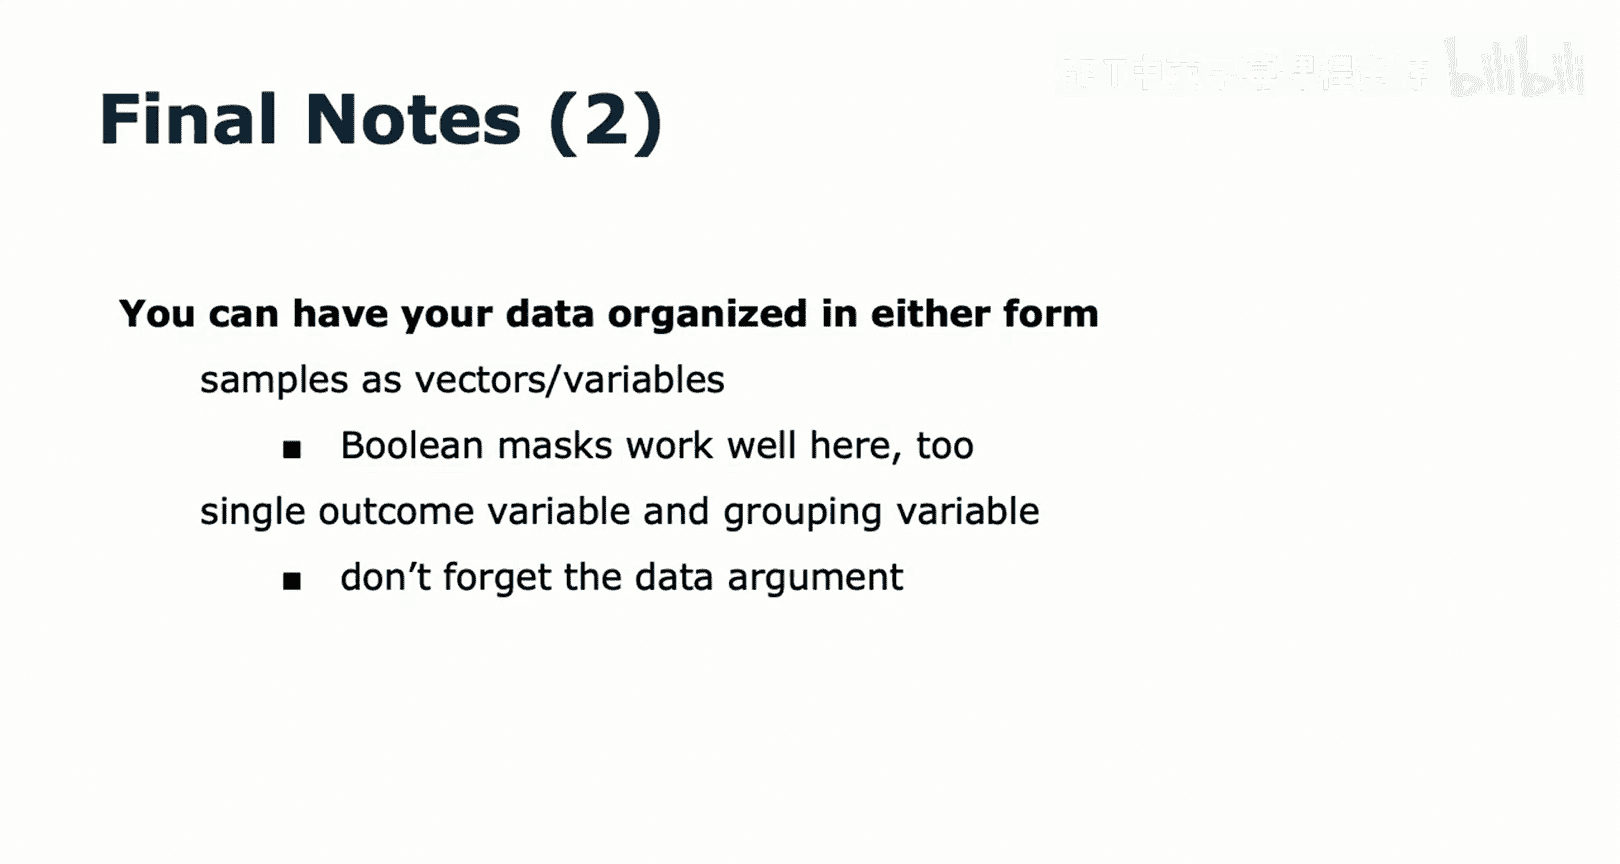 bilibili
Final Notes (2)
You can have your data organized in either form
samples as vectors/variables
■ Boolean masks work well here, too
single outcome variable and grouping variable
■ don’t forget the data argument